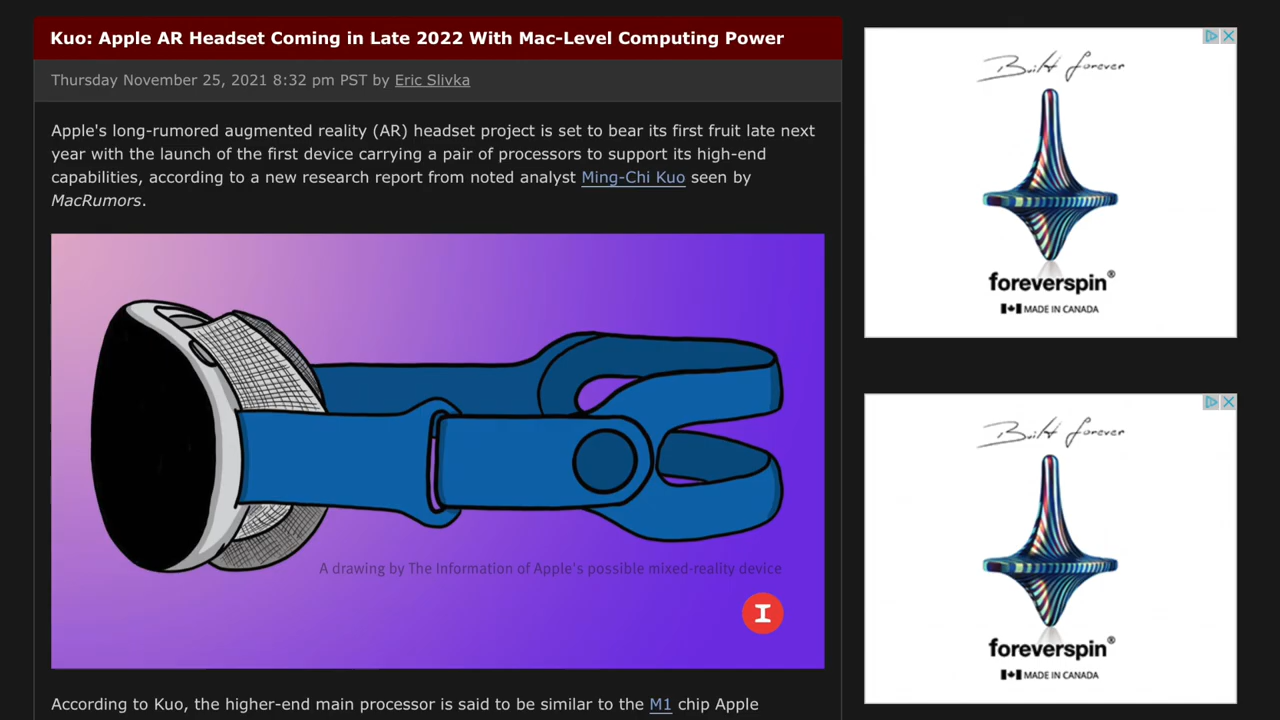 Kuo: Apple AR Headset Coming in Late 2022 With Mac-Level Computing Power
Thursday November 25, 2021 8:32 pm PST by Eric Slivka
Apple's long-rumored augmented reality (AR) headset project is set to bear its first fruit late next
year with the launch of the first device carrying a pair of processors to support its high-end
capabilities, according to a new research report from noted analyst Ming-Chi Kuo seen by
MacRumors.
A drawing by The Information of Apple's possible mixed-reality device
I
According to Kuo, the higher-end main processor is said to be similar to the M1 chip Apple
Built forever
foreverspin®
MADE IN CANADA
Built forever
foreverspin®
MADE IN CANADA